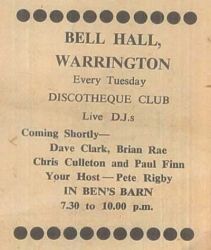 BELL HALL,
WARRINGTON
Every Tuesday
DISCOTHEQUE CLUB
Live D.J.s
Coming Shortly—
Dave Clark, Brian Rae
Chris Culleton and Paul Finn
Your Host—Pete Rigby
IN BEN'S BARN
7.30 to 10.00 p.m.